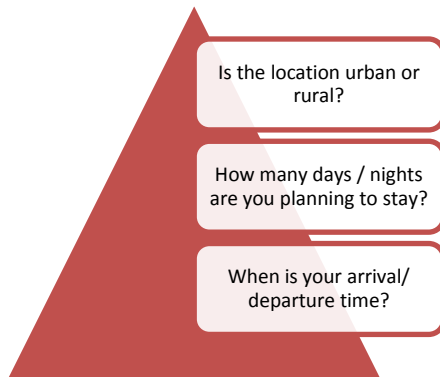 Is the location urban or
rural?
How many days / nights
are you planning to stay?
When is your arrival/
departure time?